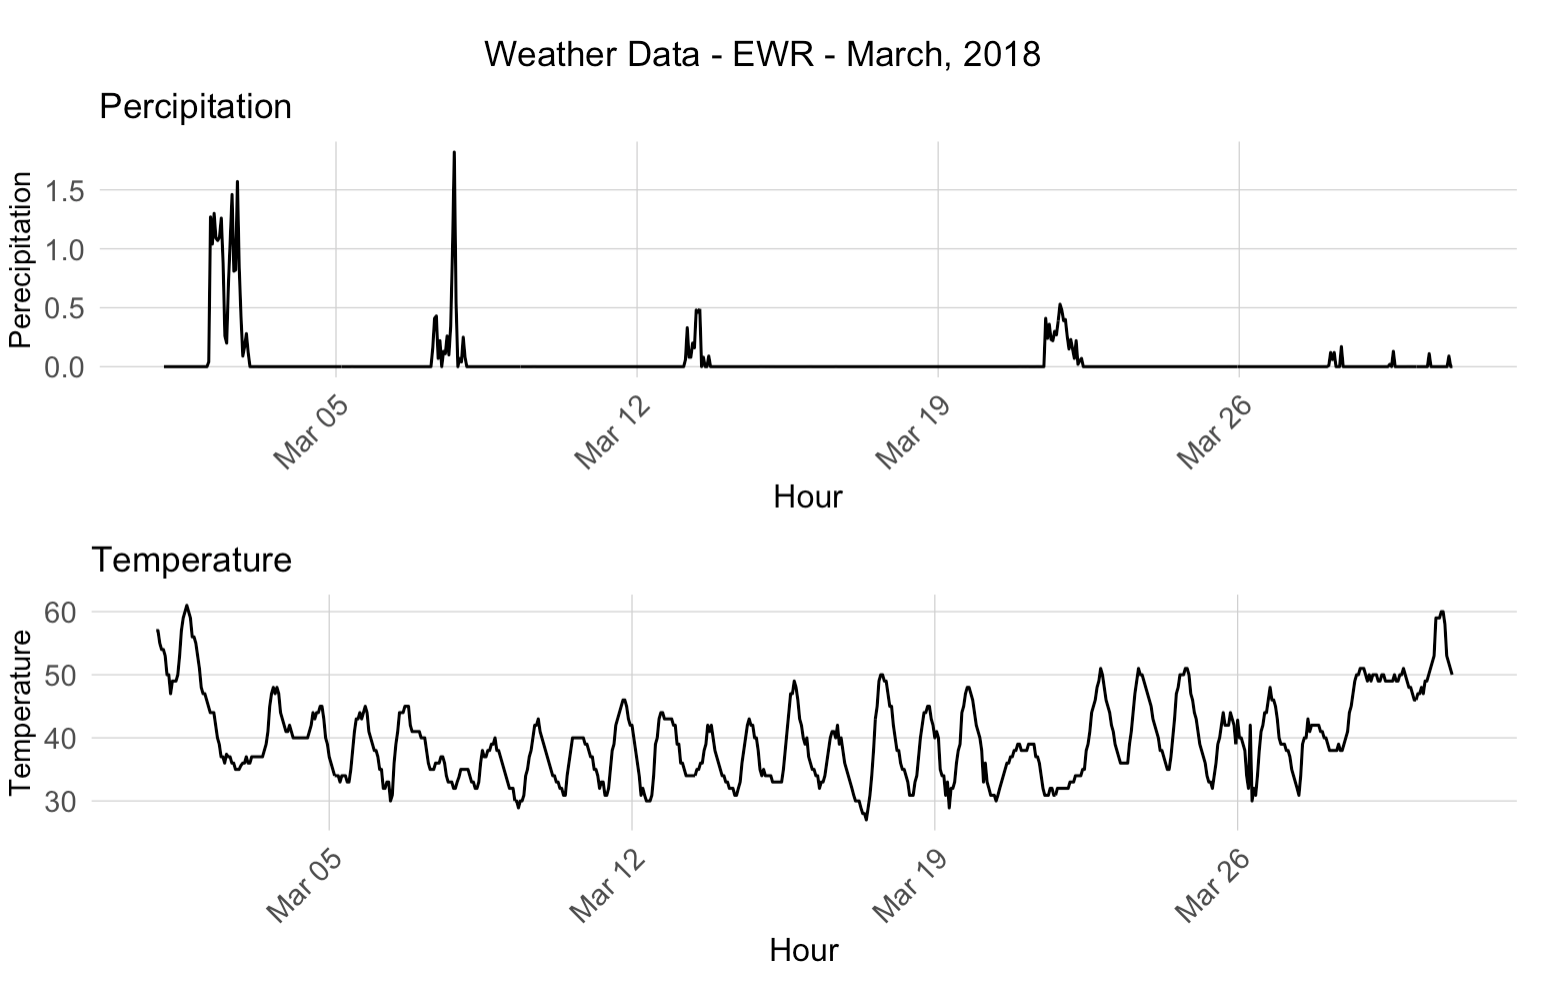 Weather Data - EWR - March, 2018
Percipitation
Perecipitation
1.5
1.0
0.5
0.0
Mar 05
Mar 12
Mar 19
Mar 26
Hour
Temperature
Temperature
60
50
40
30
Mar 05
Mar 12
Mar 19
Mar 26
Hour